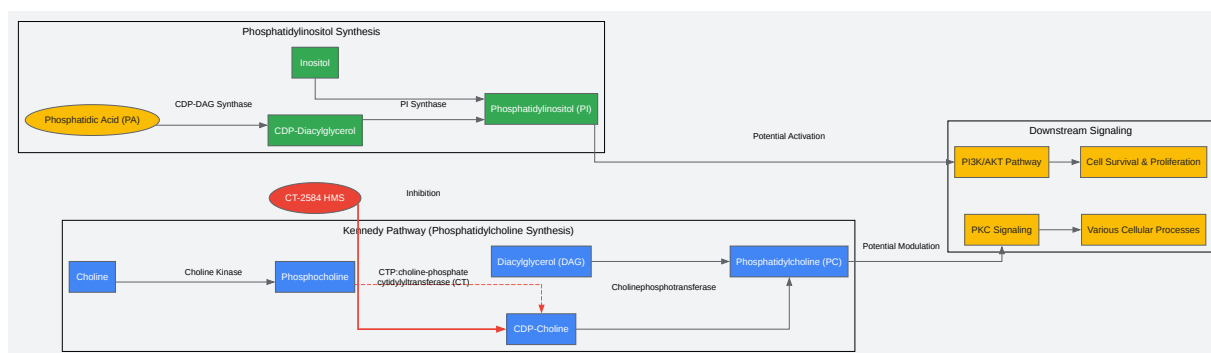 Phosphatidylinositol Synthesis
Inositol
Phosphatidic Acid (PA)
CDP-DAG Synthase
CDP-Diacylglycerol
PI Synthase
Phosphatidylinositol (PI)
Potential Activation
Downstream Signaling
PI3K/AKT Pathway
Cell Survival & Proliferation
PKC Signaling
Various Cellular Processes
CT-2584 HMS
Inhibition
Kennedy Pathway (Phosphatidylcholine Synthesis)
Choline
Choline Kinase
Phosphocholine
CTP:choline-phosphate
cytidylyltransferase (CT)
Diacylglycerol (DAG)
Cholinephosphotransferase
Phosphatidylcholine (PC)
Potential Modulation
CDP-Choline